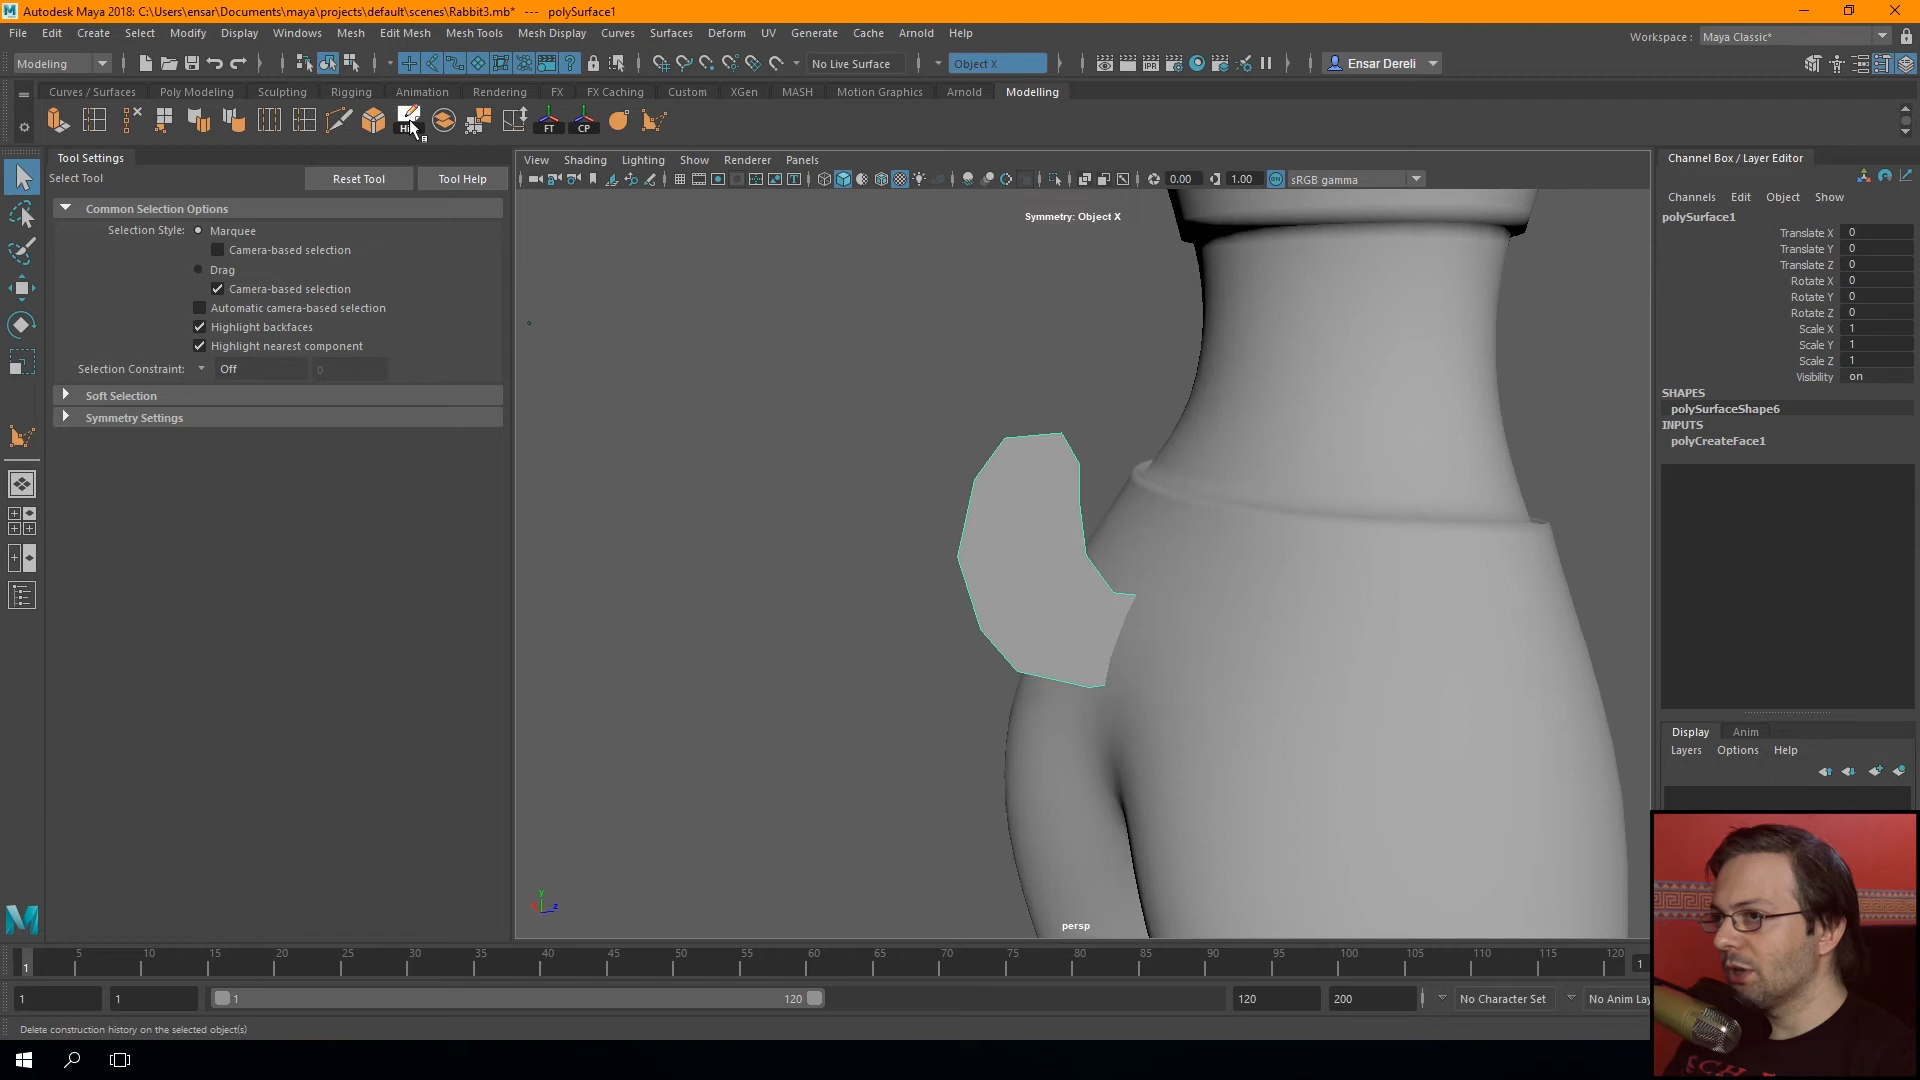 Autodesk Maya 2018: C:\Users\ensar\Documents\maya\projects\default\scenes\Rabbit3.mb* --- polySurface1
File Edit Create Select Modify Display Windows Mesh Edit Mesh Mesh Tools Mesh Display Curves Surfaces Deform UV Generate Cache Arnold Help
Workspace : Maya Classic*
Modeling
No Live Surface
Object X
Ensar Dereli
Curves / Surfaces Poly Modeling Sculpting Rigging Animation Rendering FX FX Caching Custom XGen MASH Motion Graphics Arnold Modelling
FT CP
Tool Settings
Select Tool
Reset Tool
Tool Help
Common Selection Options
Selection Style: Marquee
Camera-based selection
Drag
Camera-based selection
Automatic camera-based selection
Highlight backfaces
Highlight nearest component
Selection Constraint: Off 0
Soft Selection
Symmetry Settings
View Shading Lighting Show Renderer Panels
0.00 1.00 ON sRGB gamma
Symmetry: Object X
persp
y
z
Channel Box / Layer Editor
Channels Edit Object Show
polySurface1
Translate X 0
Translate Y 0
Translate Z 0
Rotate X 0
Rotate Y 0
Rotate Z 0
Scale X 1
Scale Y 1
Scale Z 1
Visibility on
SHAPES
polySurfaceShape6
INPUTS
polyCreateFace1
Display Anim
Layers Options Help
1 5 10 15 20 25 30 35 40 45 50 55 60 65 70 75 80 85 90 95 100 105 110 115 120 1
1 1 1 120 120 200 No Character Set No Anim Lay
Delete construction history on the selected object(s)